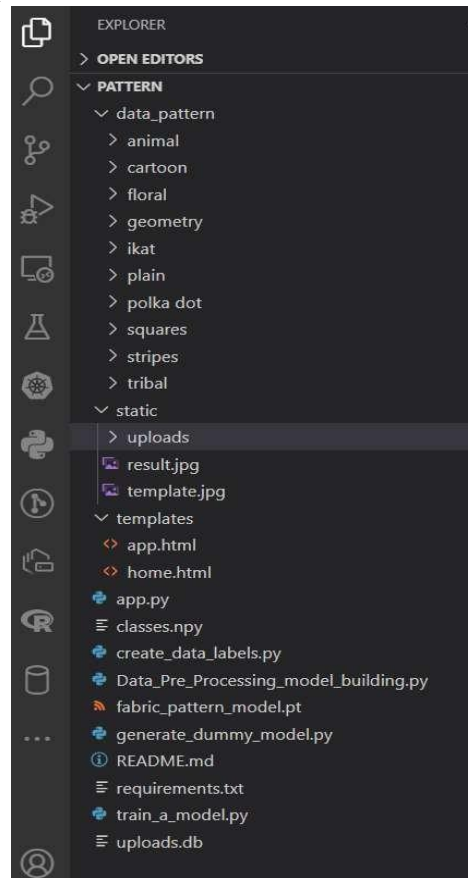 EXPLORER
OPEN EDITORS
PATTERN
data_pattern
animal
cartoon
floral
geometry
ikat
plain
polka dot
squares
stripes
tribal
static
uploads
result.jpg
template.jpg
templates
app.html
home.html
app.py
classes.npy
create_data_labels.py
Data_Pre_Processing_model_building.py
fabric_pattern_model.pt
generate_dummy_model.py
README.md
requirements.txt
train_a_model.py
uploads.db